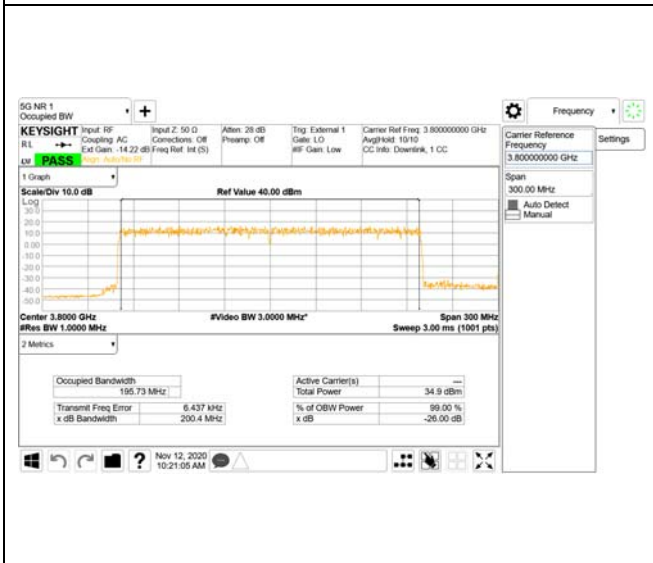 5G NR 1
Occupied BW
Frequency
KEYSIGHT
Input: RF
Coupling: AC
Ext Gain: -14.22 dB
Align: Auto/No RF
Input Z: 50 Ω
Corrections: Off
Freq Ref: Int (S)
Atten: 28 dB
Preamp: Off
Trig: External 1
Gate: LO
#IF Gain: Low
Carrier Ref Freq: 3.800000000 GHz
Avg|Hold: 10/10
CC Info: Downlink, 1 CC
RL
PASS
Carrier Reference
Frequency
3.800000000 GHz
Settings
Span
300.00 MHz
Auto Detect
Manual
1 Graph
Scale/Div 10.0 dB
Ref Value 40.00 dBm
Log
30.0
20.0
10.0
0.00
-10.0
-20.0
-30.0
-40.0
-50.0
Center 3.8000 GHz
#Video BW 3.0000 MHz*
Span 300 MHz
#Res BW 1.0000 MHz
Sweep 3.00 ms (1001 pts)
2 Metrics
Occupied Bandwidth
195.73 MHz
Active Carrier(s) ---
Total Power 34.9 dBm
Transmit Freq Error 6.437 kHz
% of OBW Power 99.00 %
x dB Bandwidth 200.4 MHz
x dB -26.00 dB
?
Nov 12, 2020
10:21:05 AM